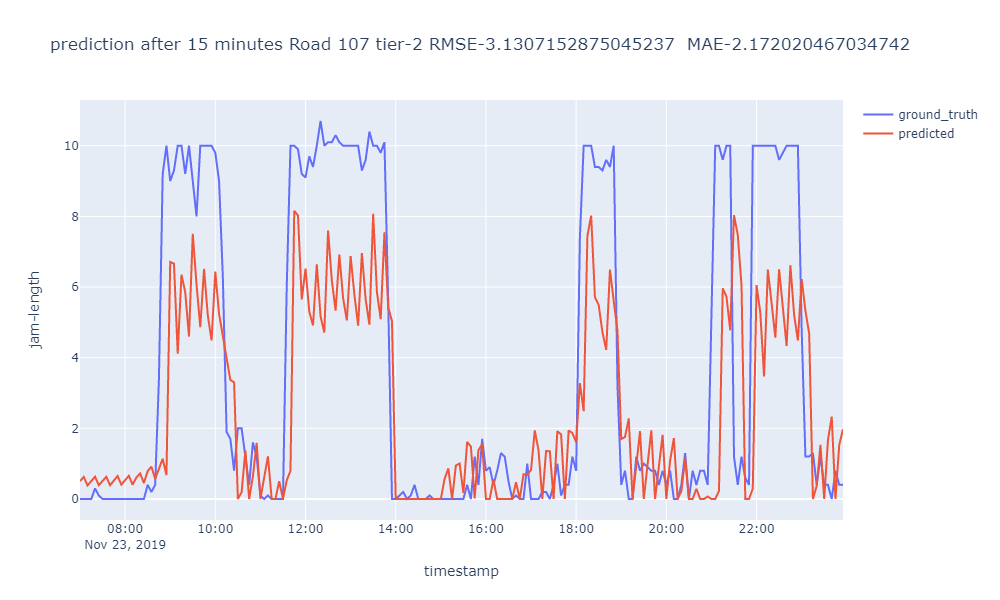 prediction after 15 minutes Road 107 tier-2 RMSE-3.1307152875045237  MAE-2.172020467034742
ground_truth
predicted
10
8
6
4
2
0
jam-length
08:00 10:00 12:00 14:00 16:00 18:00 20:00 22:00
Nov 23, 2019
timestamp